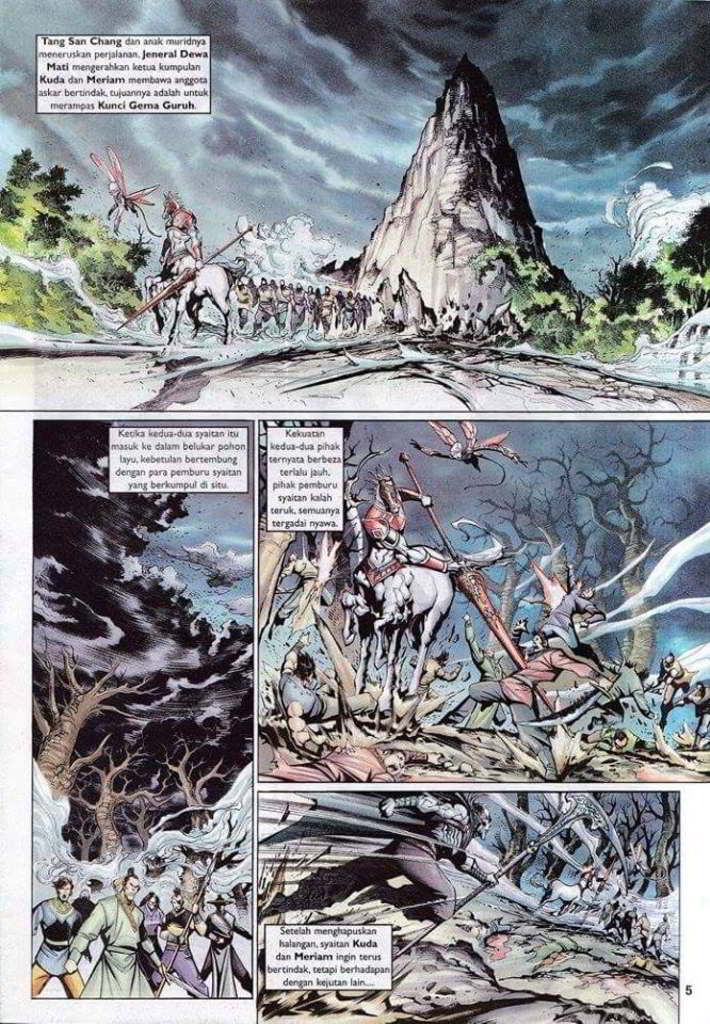 Tang San Chang dan anak muridnya
meneruskan perjalanan. Jeneral Dewa
Mati mengerahkan ketua kumpulan
Kuda dan Meriam membawa anggota
askar bertindak, tujuannya adalah untuk
merampas Kunci Gema Guruh.
Ketika kedua-dua syaitan itu
masuk ke dalam belukar pohon
layu, kebetulan bertembung
dengan para pemburu syaitan
yang berkumpul di situ.
Kekuatan
kedua-dua pihak
ternyata berbeza
terlalu jauh,
pihak pemburu
syaitan kalah
teruk, semuanya
tergadai nyawa.
Setelah menghapuskan
halangan, syaitan Kuda
dan Meriam ingin terus
bertindak, tetapi berhadapan
dengan kejutan lain....
5